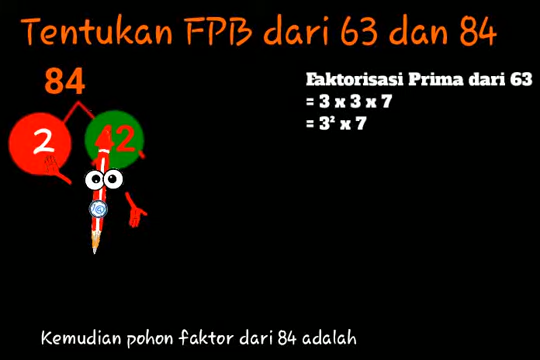 Tentukan FPB dari 63 dan 84
84
2
42
Faktorisasi Prima dari 63
= 3 x 3 x 7
= 3² x 7
Kemudian pohon faktor dari 84 adalah